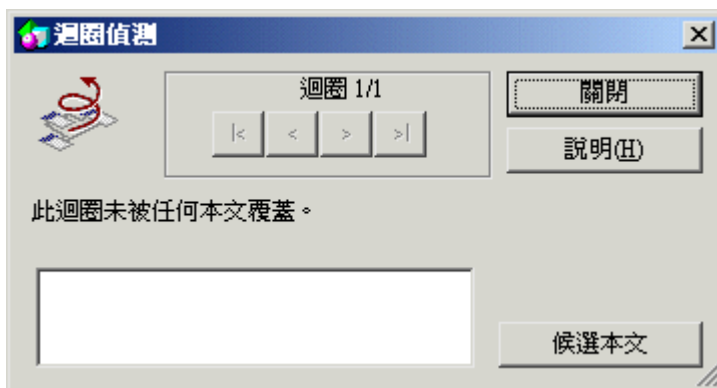 迴圈偵測
迴圈 1/1
|< < > >|
關閉
說明(H)
此迴圈未被任何本文覆蓋。
候選本文